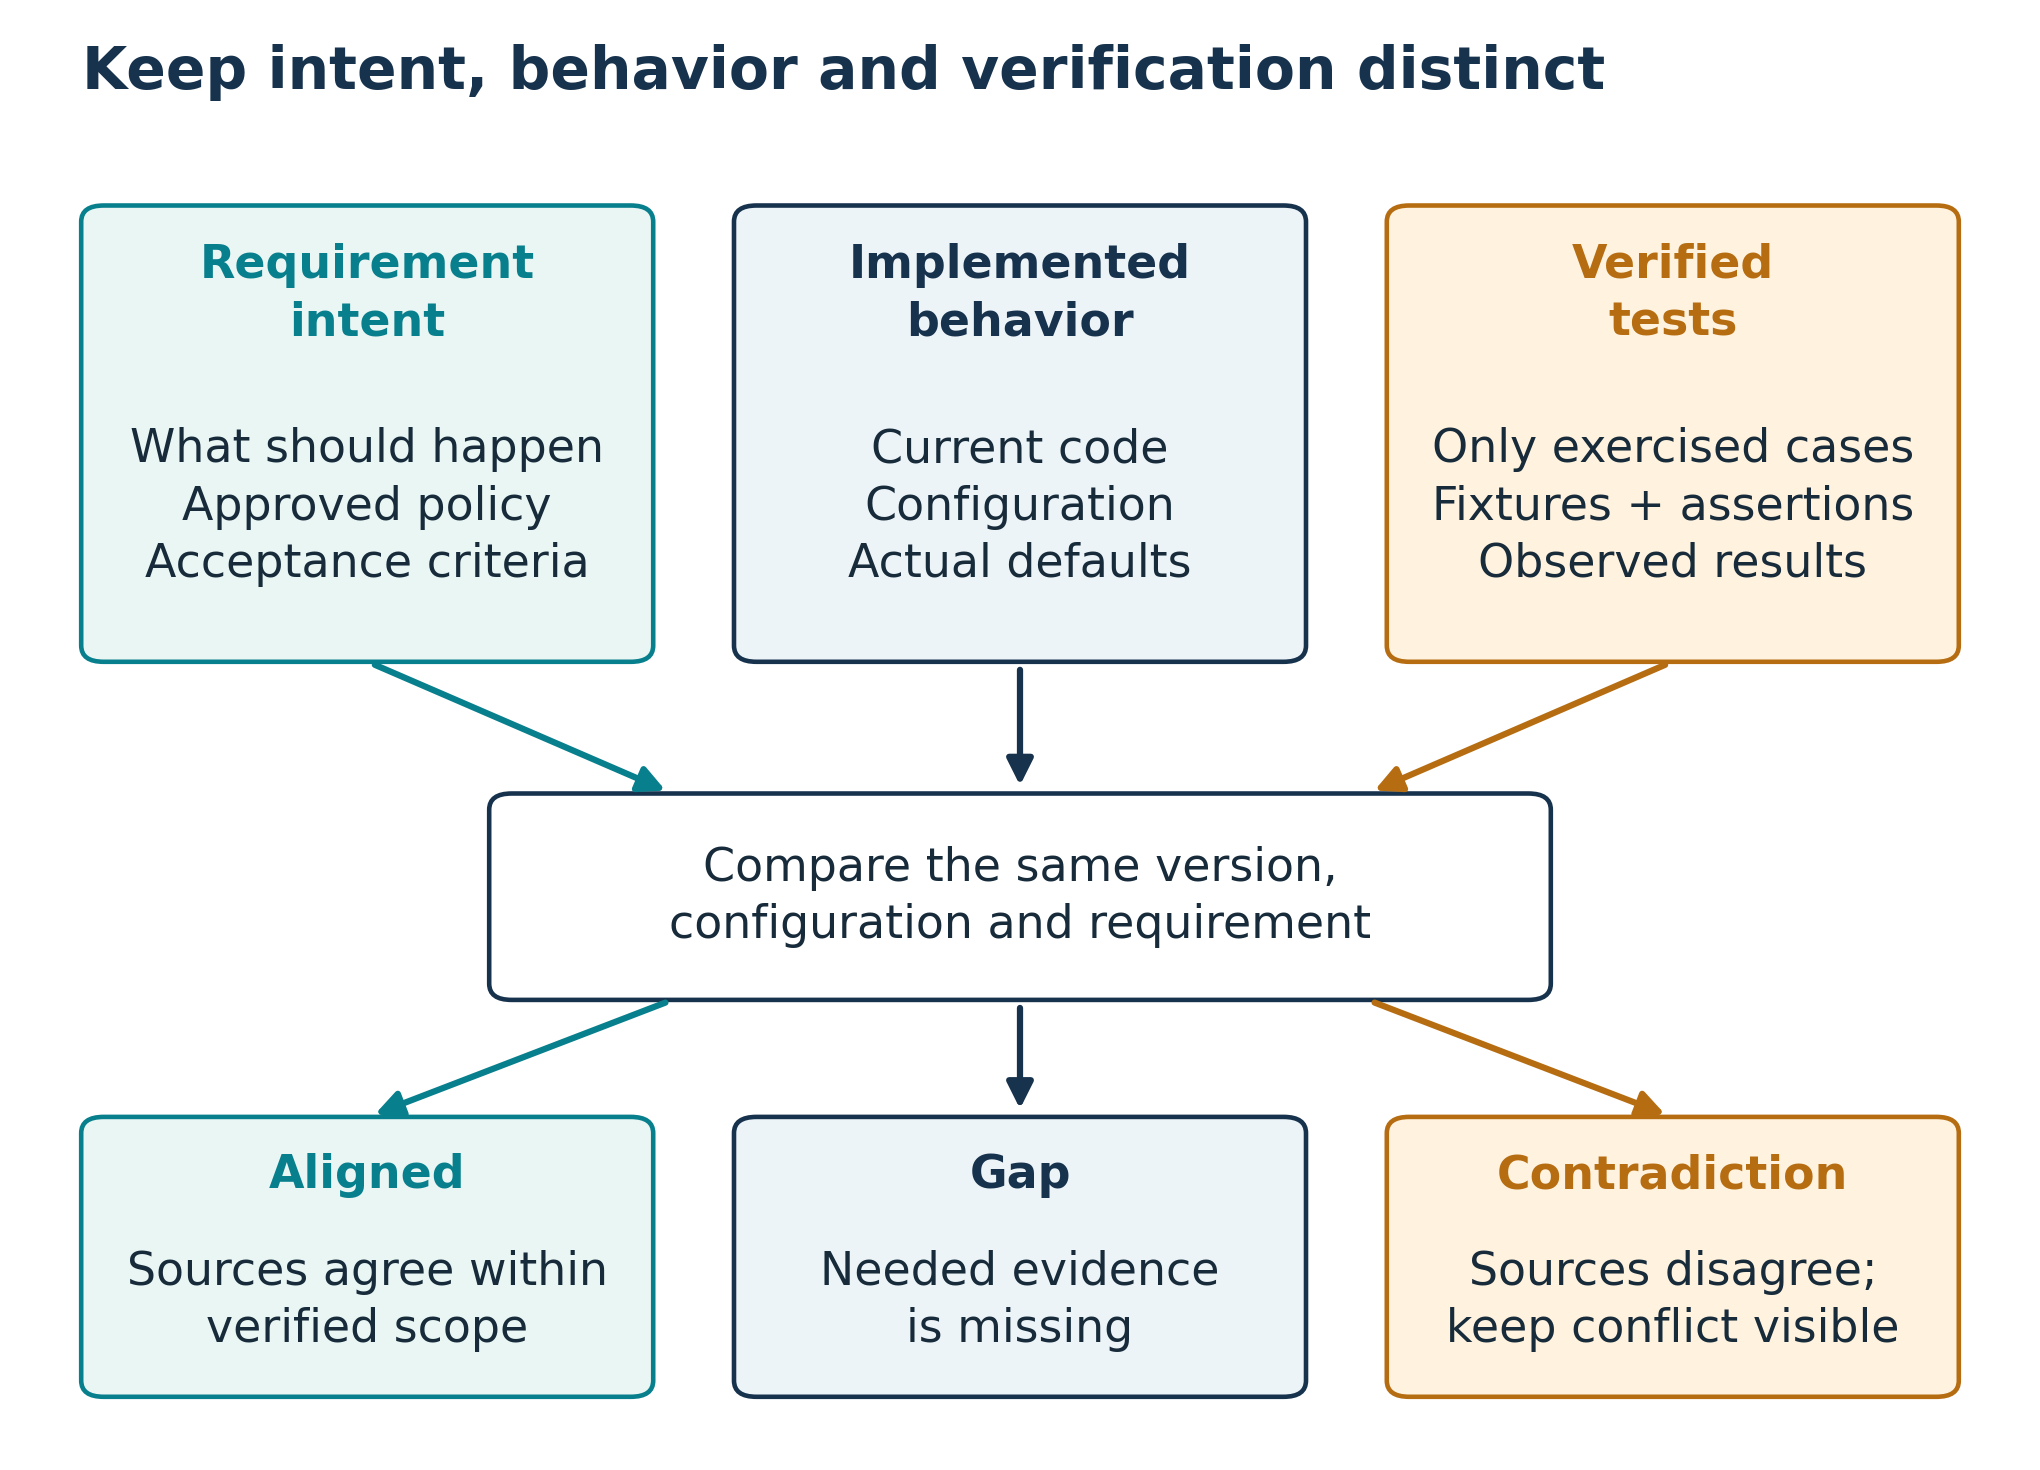 Keep intent, behavior and verification distinct
Requirement
intent
What should happen
Approved policy
Acceptance criteria
Implemented
behavior
Current code
Configuration
Actual defaults
Verified
tests
Only exercised cases
Fixtures + assertions
Observed results
Compare the same version,
configuration and requirement
Aligned
Sources agree within
verified scope
Gap
Needed evidence
is missing
Contradiction
Sources disagree;
keep conflict visible